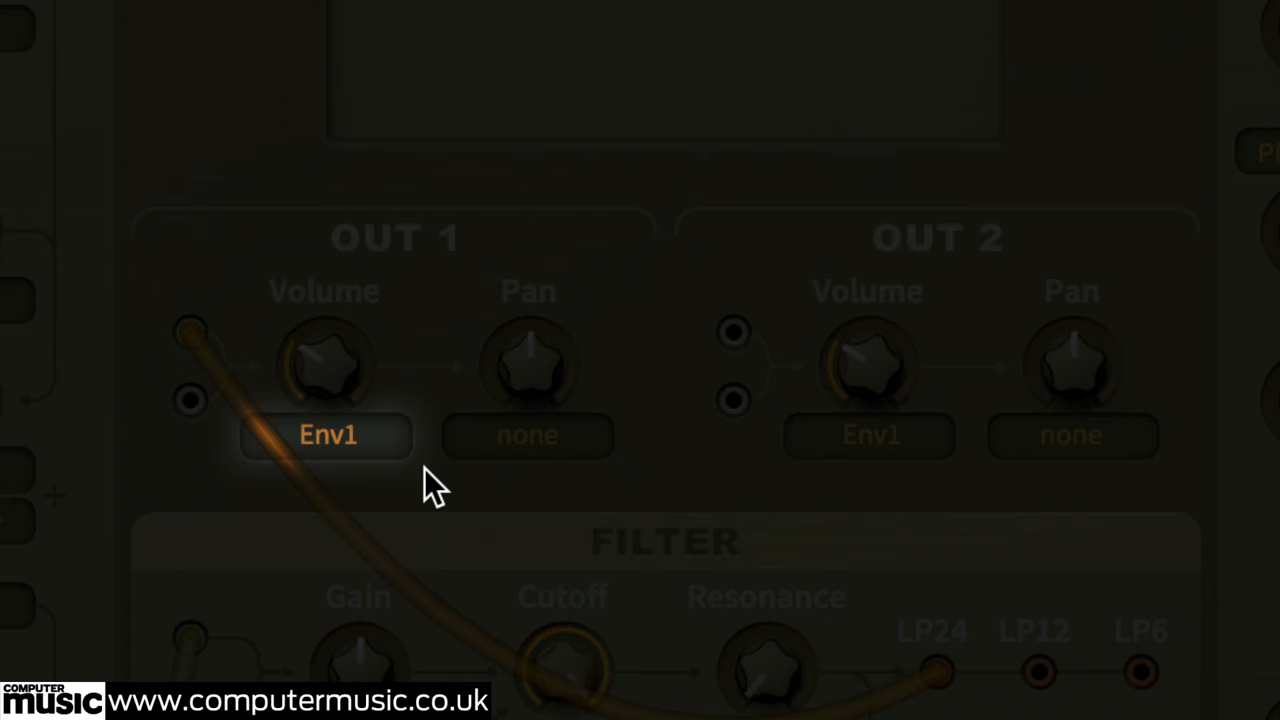 P
OUT 1
OUT 2
Volume
Pan
Volume
Pan
Env1
none
Env1
none
FILTER
Gain
Cutoff
Resonance
LP24
LP12
LP6
COMPUTER
music
www.computermusic.co.uk